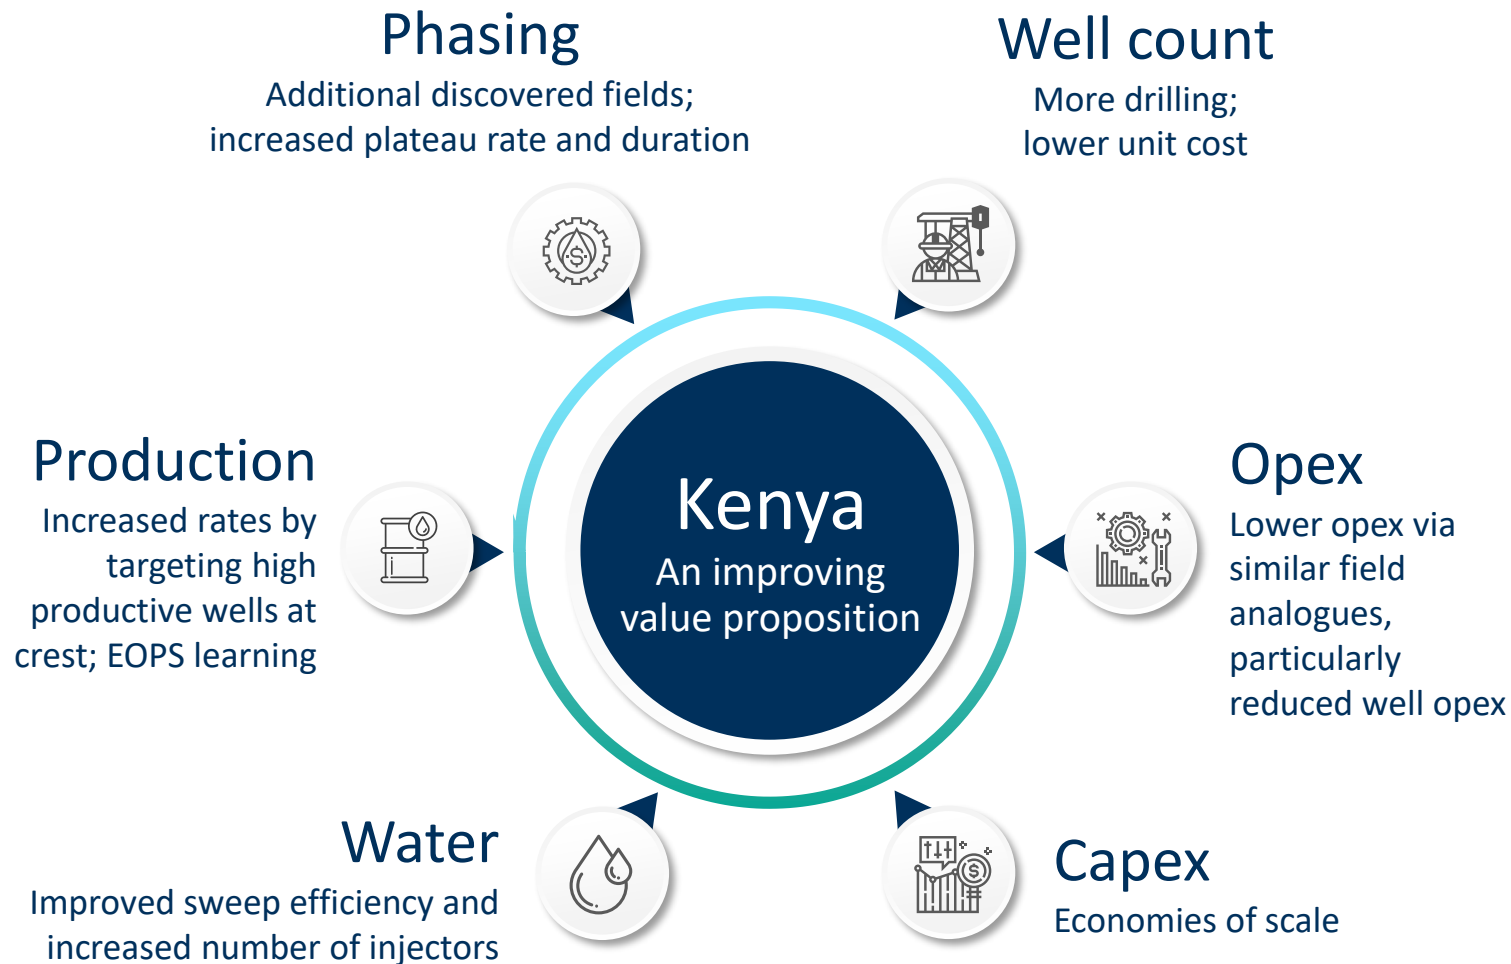 Phasing
Additional discovered fields;
increased plateau rate and duration
Well count
More drilling;
lower unit cost
Production
Increased rates by
targeting high
productive wells at
crest; EOPS learning
Kenya
An improving
value proposition
Opex
Lower opex via
similar field
analogues,
particularly
reduced well opex
Water
Improved sweep efficiency and
increased number of injectors
Capex
Economies of scale